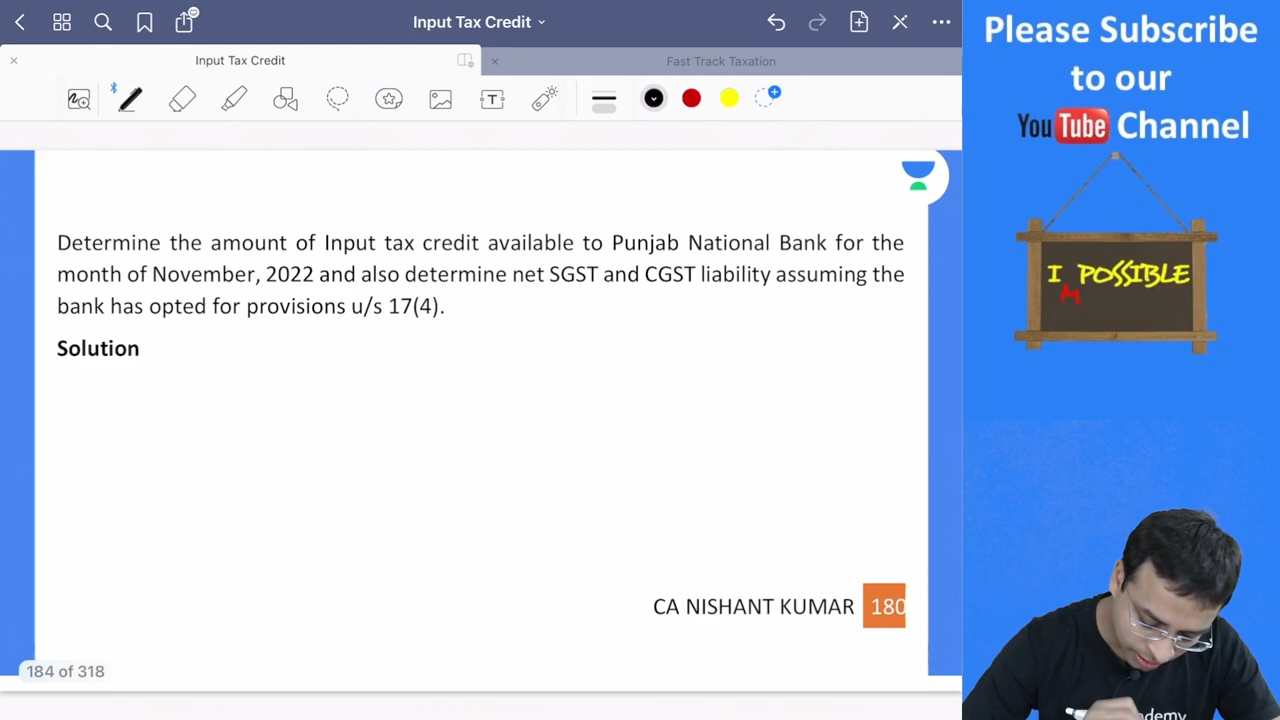 Input Tax Credit
Input Tax Credit
Fast Track Taxation
Please Subscribe
to our
YouTube Channel
I POSSIBLE
M
Determine the amount of Input tax credit available to Punjab National Bank for the
month of November, 2022 and also determine net SGST and CGST liability assuming the
bank has opted for provisions u/s 17(4).
Solution
CA NISHANT KUMAR 180
184 of 318